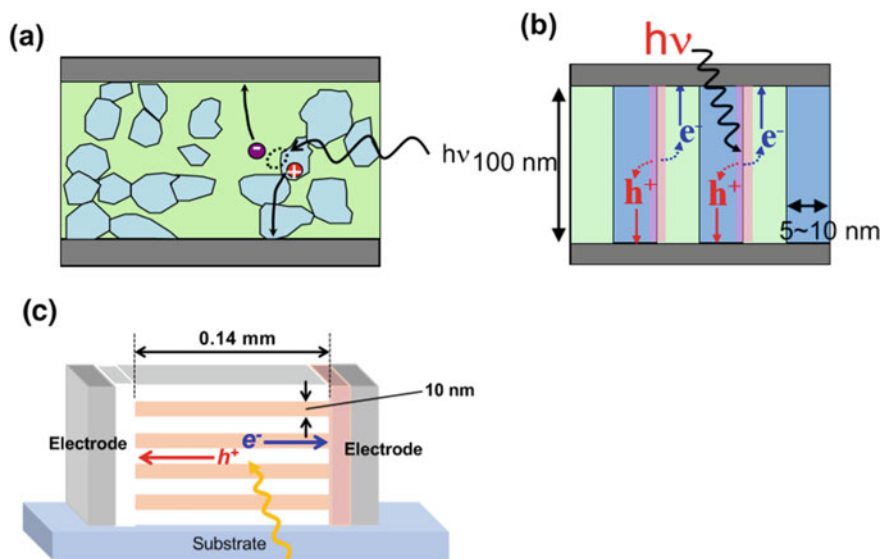 (a)
−
+
hν
(b)
hν
100 nm
e⁻
e⁻
h⁺
h⁺
5~10 nm
(c)
0.14 mm
10 nm
Electrode
e⁻
h⁺
Electrode
Substrate